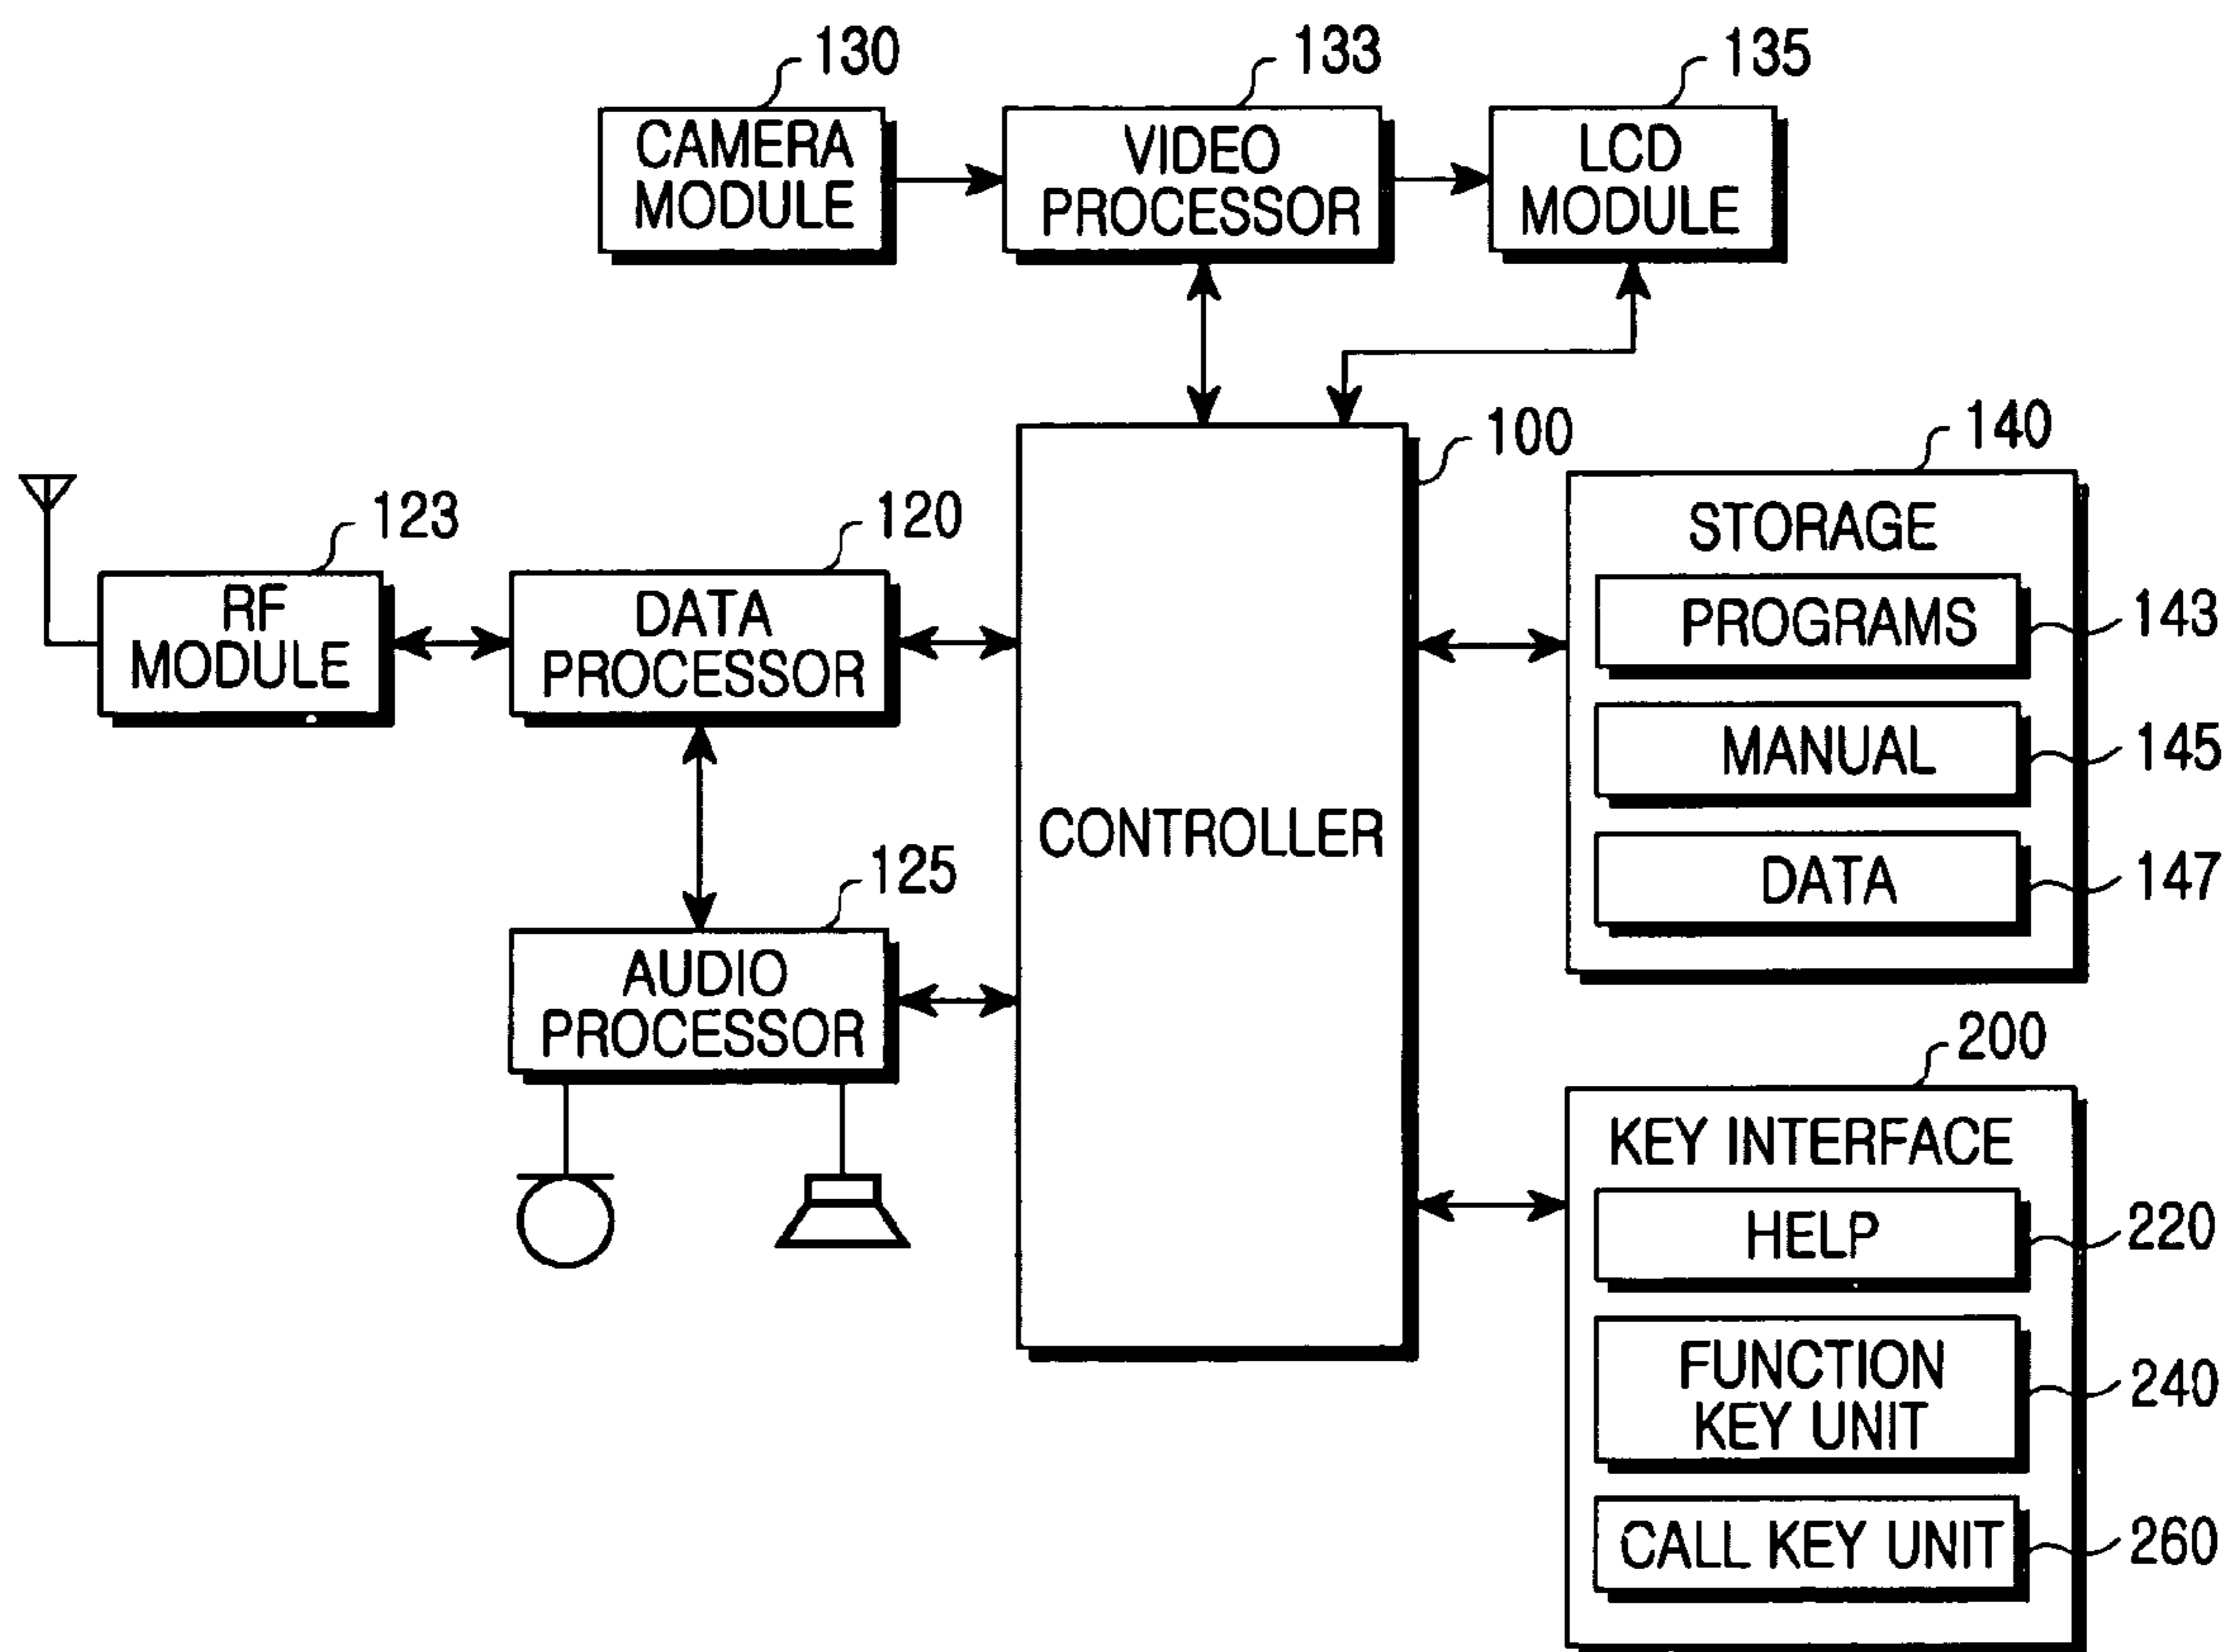 130
133
135
CAMERA
MODULE
VIDEO
PROCESSOR
LCD
MODULE
100
140
123
120
STORAGE
RF
MODULE
DATA
PROCESSOR
PROGRAMS
143
MANUAL
145
CONTROLLER
125
DATA
147
AUDIO
PROCESSOR
200
KEY INTERFACE
HELP
220
FUNCTION
KEY UNIT
240
CALL KEY UNIT
260